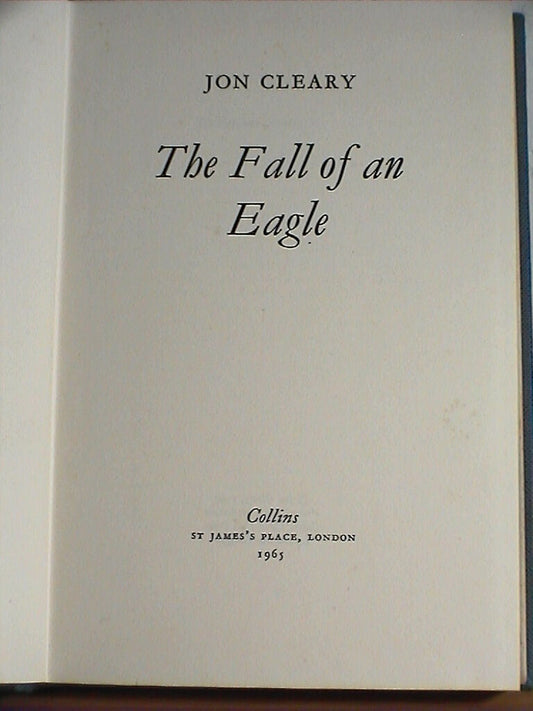 JON CLEARY
The Fall of an
Eagle
Collins
ST JAMES'S PLACE, LONDON
1965